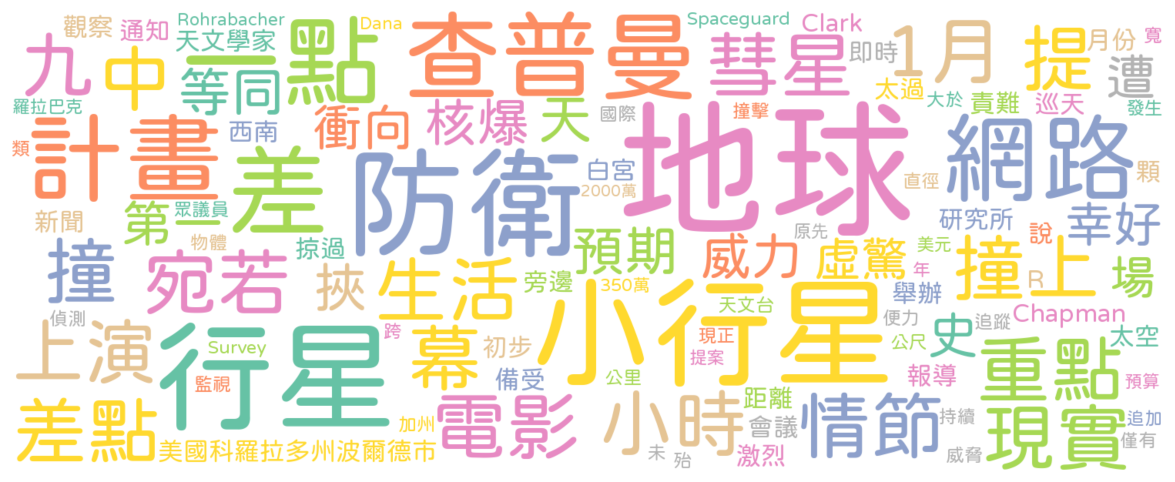 觀察 通知 Rohrabacher Dana Spaceguard Clark 即時 1月 提 月份 寬
九 中 天文學家 一點 查普曼 彗星 太過 大於 責難 巡天 遭 發生
羅拉巴克 等同 衝向 核爆 天 國際 撞擊
類 計畫 西南 差 防衛 白宮 2000萬 地球 直徑 網路 顆
新聞 第 眾議員 物體 掠過 預期 威力 原先 虛驚 美元 研究所 說 幸好
撞 宛若 挾 生活 旁邊 350萬 天文台 年 舉辦 撞上 R 場
偵測 上演 行星 Survey 監視 跨 幕 初步 小行星 現正 提案 便力 公尺 史 追蹤 Chapman 太空
備受 公里 距離 報導 重點 預算
差點 美國科羅拉多州波爾德市 加州 電影 小時 未 殆 會議 激烈 情節 持續 威脅 現實 追加 僅有